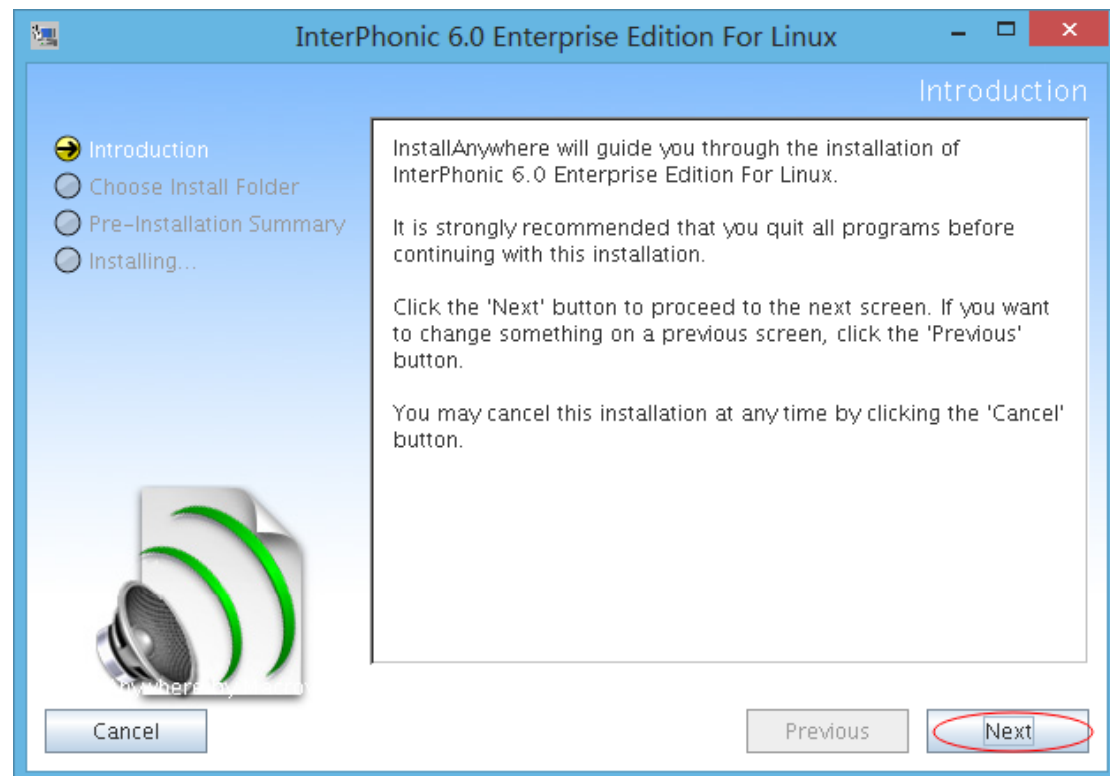 InterPhonic 6.0 Enterprise Edition For Linux
Introduction
Introduction
Choose Install Folder
Pre-Installation Summary
Installing...
InstallAnywhere will guide you through the installation of
InterPhonic 6.0 Enterprise Edition For Linux.
It is strongly recommended that you quit all programs before
continuing with this installation.
Click the 'Next' button to proceed to the next screen. If you want
to change something on a previous screen, click the 'Previous'
button.
You may cancel this installation at any time by clicking the 'Cancel'
button.
Cancel
Previous
Next